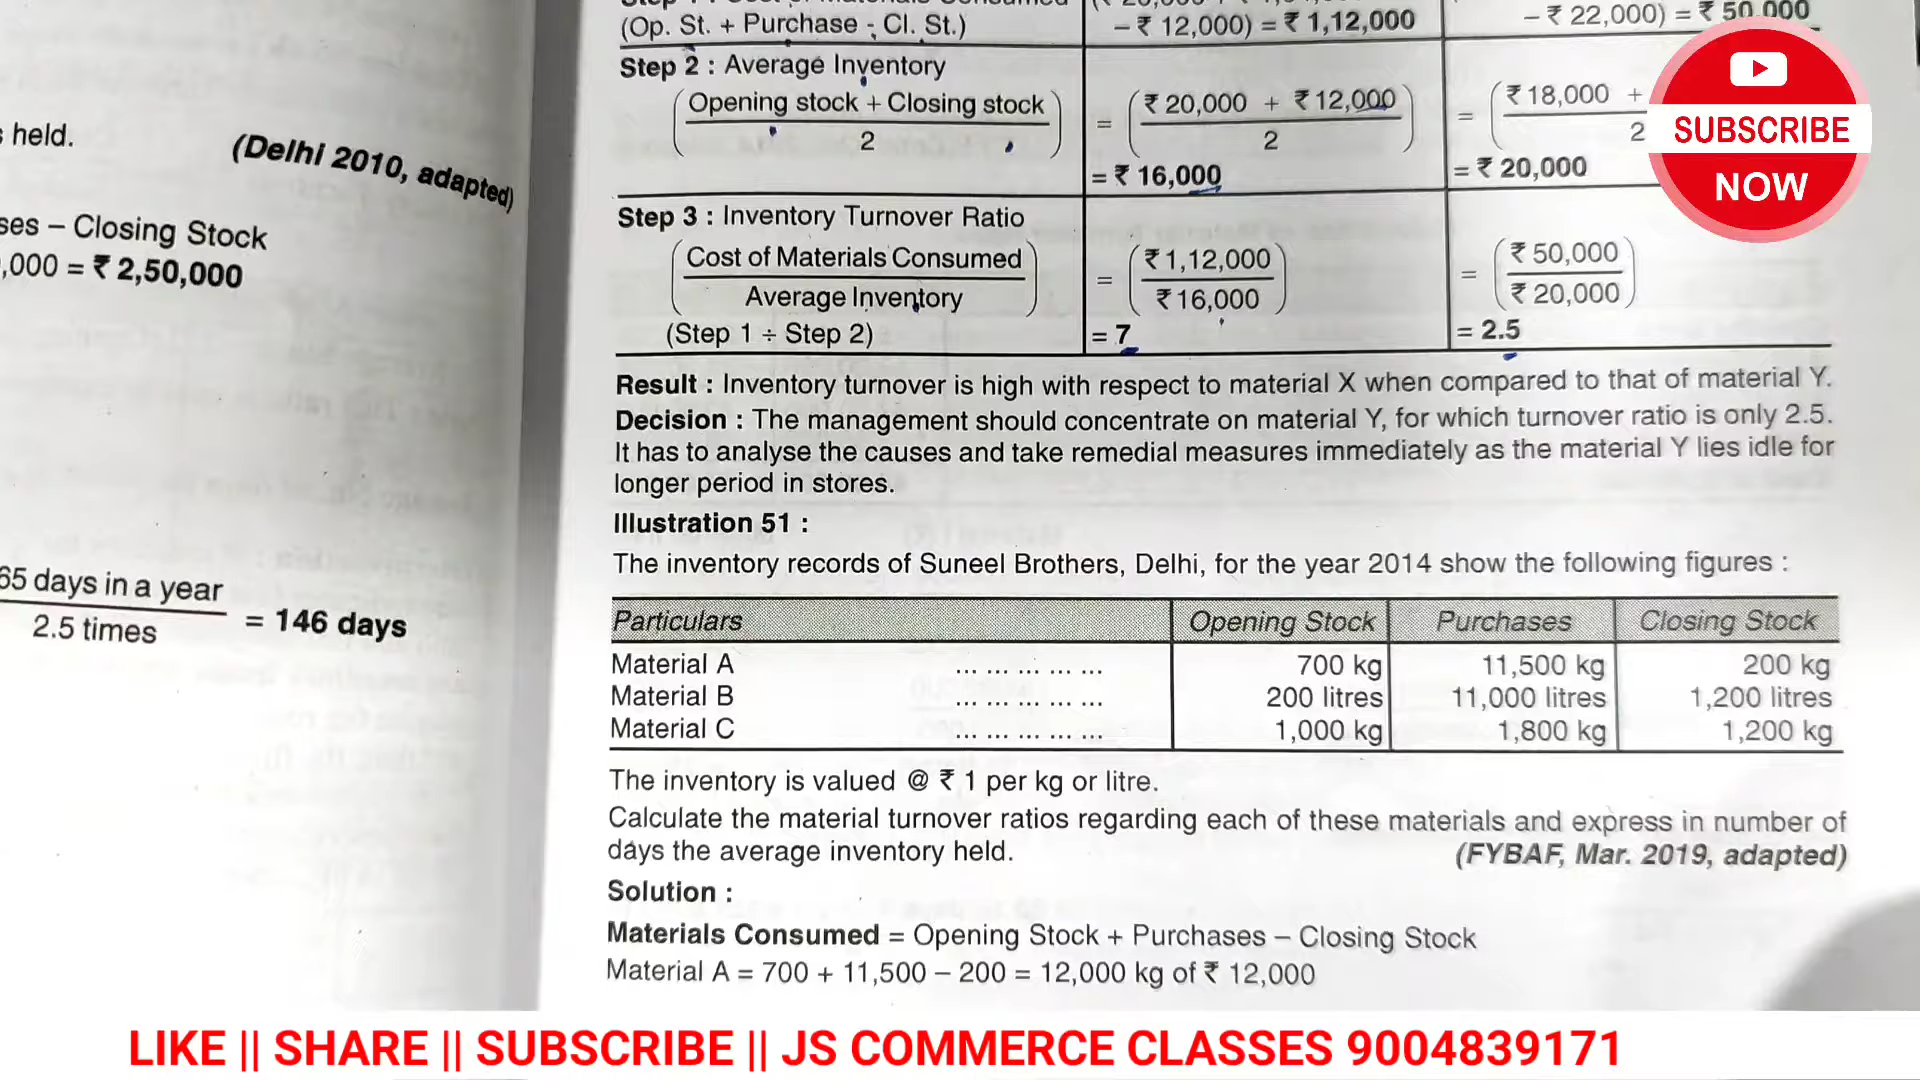 held.
(Delhi 2010, adapted)
– Closing Stock
,000 = ₹ 2,50,000
65 days in a year
2.5 times
= 146 days
(Op. St. + Purchase - Cl. St.)
– ₹ 12,000) = ₹ 1,12,000
– ₹ 22,000) = ₹ 50,000
Step 2 : Average Inventory
Opening stock + Closing stock
2
= ₹ 20,000 + ₹ 12,000
2
= ₹ 16,000
= ₹ 18,000 +
2
= ₹ 20,000
Step 3 : Inventory Turnover Ratio
Cost of Materials Consumed
Average Inventory
(Step 1 ÷ Step 2)
= ₹ 1,12,000
₹ 16,000
= 7
= ₹ 50,000
₹ 20,000
= 2.5
SUBSCRIBE
NOW
Result : Inventory turnover is high with respect to material X when compared to that of material Y.
Decision : The management should concentrate on material Y, for which turnover ratio is only 2.5.
It has to analyse the causes and take remedial measures immediately as the material Y lies idle for
longer period in stores.
Illustration 51 :
The inventory records of Suneel Brothers, Delhi, for the year 2014 show the following figures :
Particulars Opening Stock Purchases Closing Stock
Material A ... ... ... ... ... 700 kg 11,500 kg 200 kg
Material B ... ... ... ... ... 200 litres 11,000 litres 1,200 litres
Material C ... ... ... ... ... 1,000 kg 1,800 kg 1,200 kg
The inventory is valued @ ₹ 1 per kg or litre.
Calculate the material turnover ratios regarding each of these materials and express in number of
days the average inventory held.
(FYBAF, Mar. 2019, adapted)
Solution :
Materials Consumed = Opening Stock + Purchases – Closing Stock
Material A = 700 + 11,500 – 200 = 12,000 kg of ₹ 12,000
LIKE || SHARE || SUBSCRIBE || JS COMMERCE CLASSES 9004839171